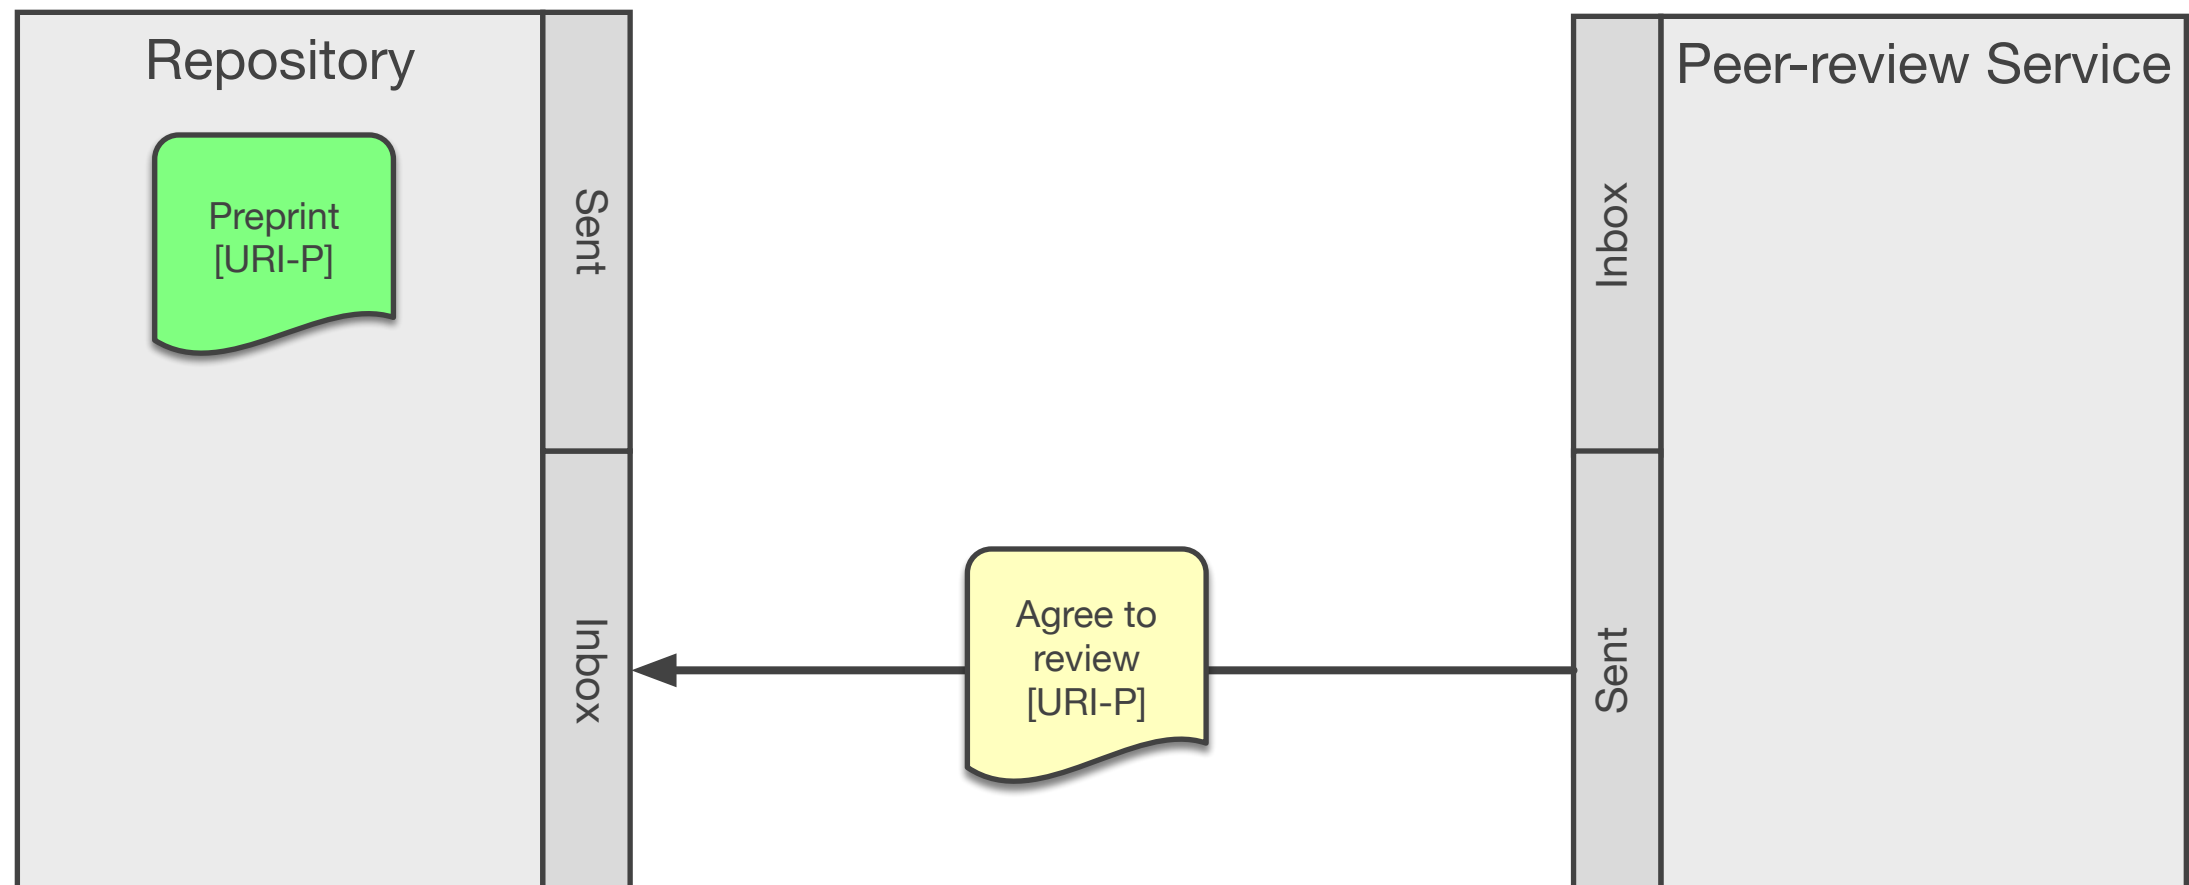 Repository
Preprint
[URI-P]
Sent
Inbox
Agree to
review
[URI-P]
Peer-review Service
Inbox
Sent